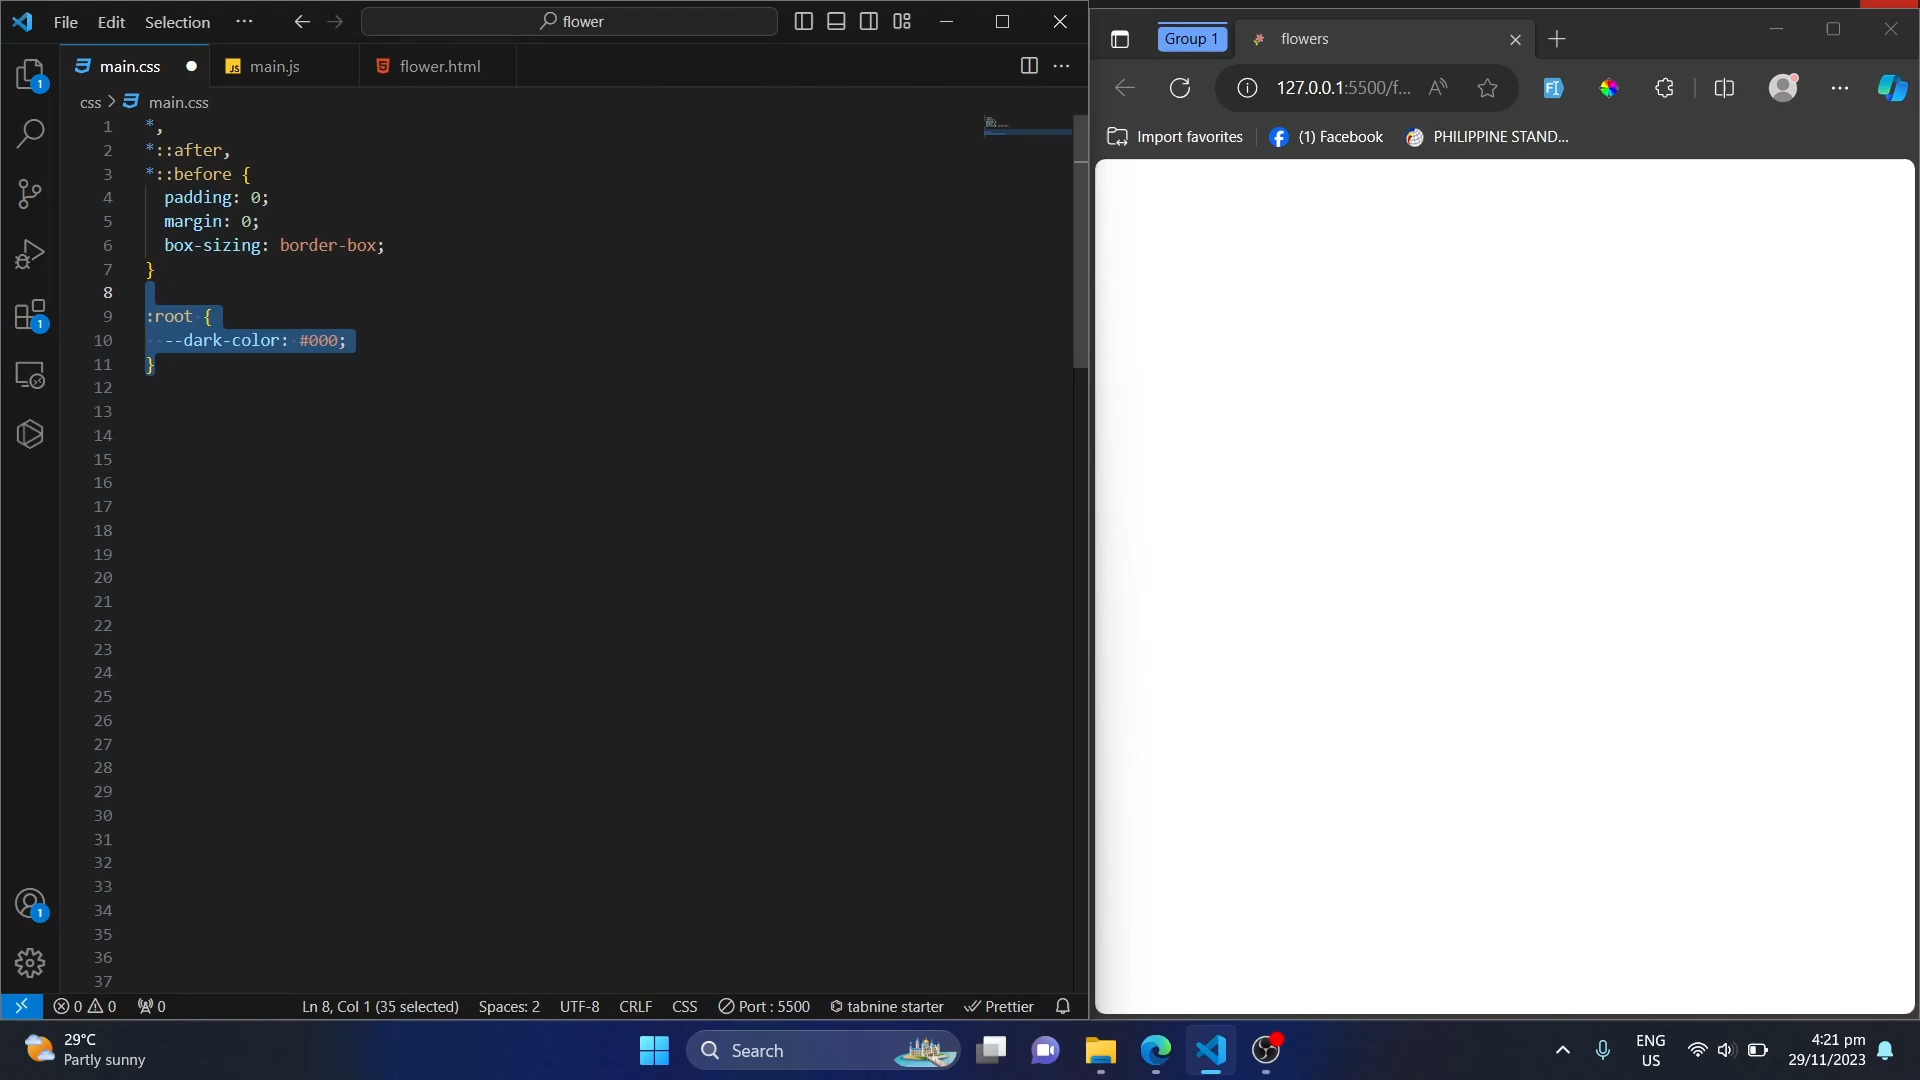 File Edit Selection ··· flower
main.css main.js flower.html
css > main.css
1 *,
2 *::after,
3 *::before {
4 padding: 0;
5 margin: 0;
6 box-sizing: border-box;
7 }
8
9 :root {
10 --dark-color: #000;
11 }
12
13
14
15
16
17
18
19
20
21
22
23
24
25
26
27
28
29
30
31
32
33
34
35
36
37
1
1
1
0 0 0 Ln 8, Col 1 (35 selected) Spaces: 2 UTF-8 CRLF CSS Port : 5500 tabnine starter Prettier
Group 1 flowers
127.0.0.1:5500/f...
Import favorites (1) Facebook PHILIPPINE STAND...
29°C
Partly sunny
Search
ENG
US
4:21 pm
29/11/2023